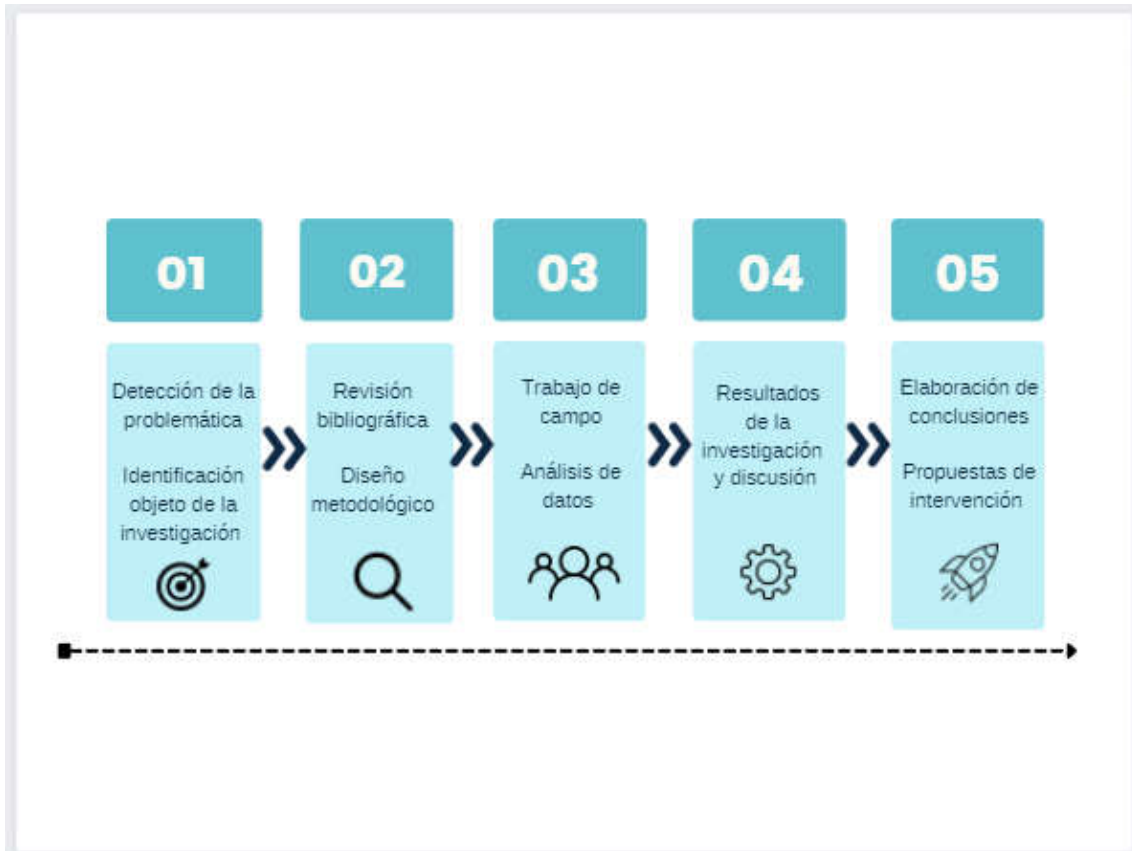 01
Detección de la
problemática
Identificación
objeto de la
investigación
02
Revisión
bibliográfica
Diseño
metodológico
03
Trabajo de
campo
Análisis de
datos
04
Resultados
de la
investigación
y discusión
05
Elaboración de
conclusiones
Propuestas de
intervención